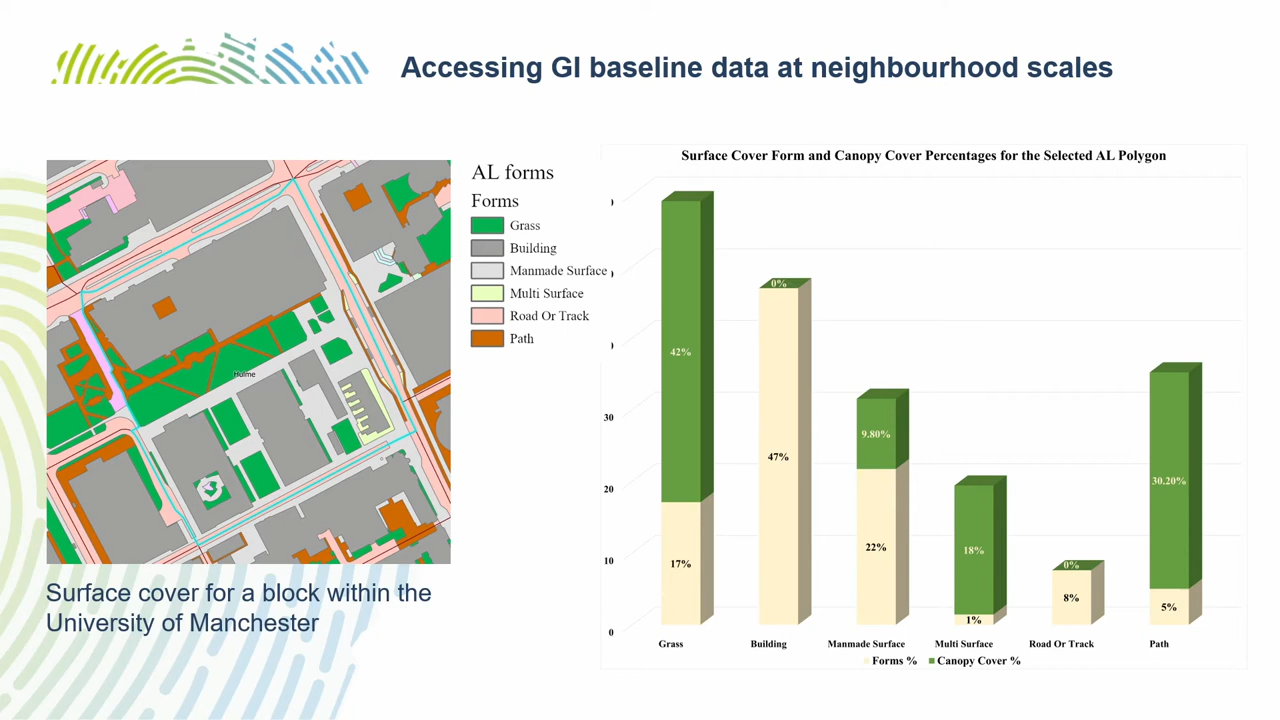 Accessing GI baseline data at neighbourhood scales
Hulme
AL forms
Forms
Grass
Building
Manmade Surface
Multi Surface
Road Or Track
Path
Surface cover for a block within the
University of Manchester
Surface Cover Form and Canopy Cover Percentages for the Selected AL Polygon
30
20
10
0
42%
17%
0%
47%
9.80%
22%
18%
1%
0%
8%
30.20%
5%
Grass Building Manmade Surface Multi Surface Road Or Track Path
Forms % Canopy Cover %